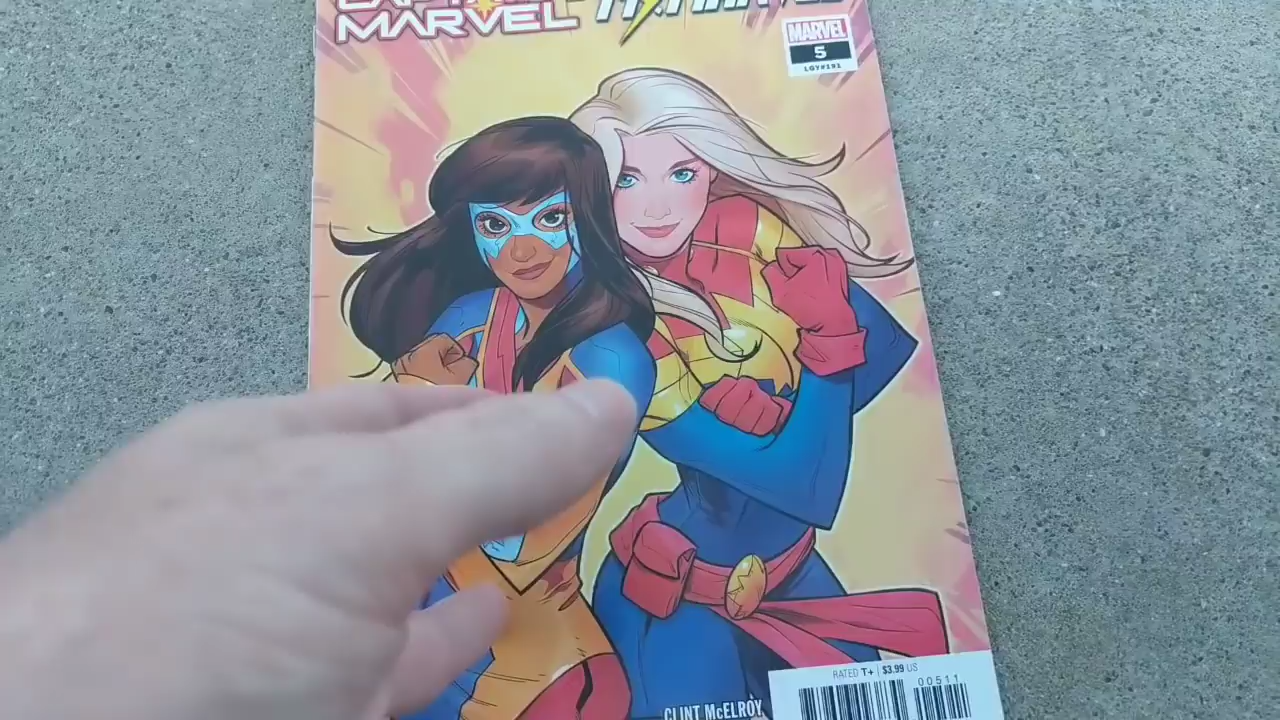 MARVEL
MARVEL
5
LGY#191
RATED T+ $3.99 US
00511
CLINT McELROY